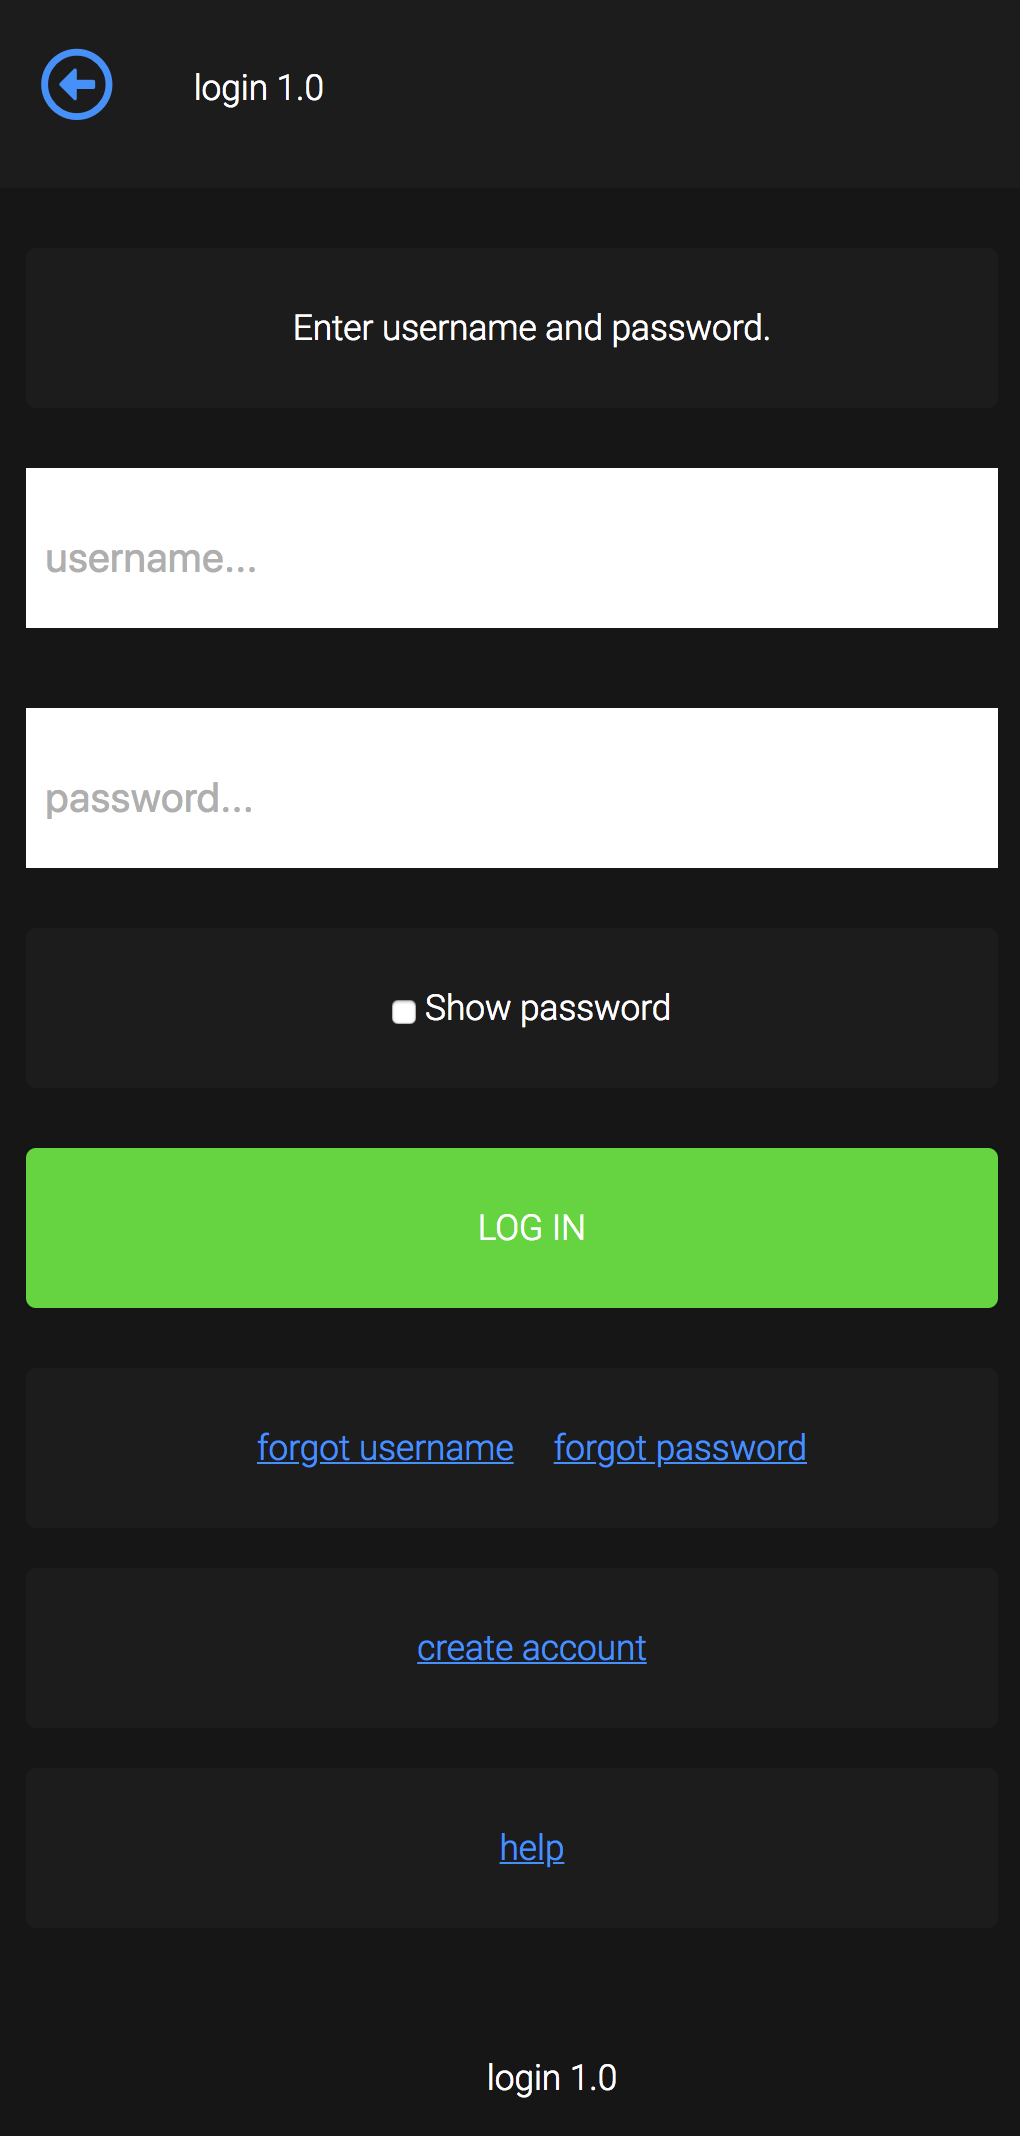 login 1.0
Enter username and password.
username...
password...
Show password
LOG IN
forgot username forgot password
create account
help
login 1.0